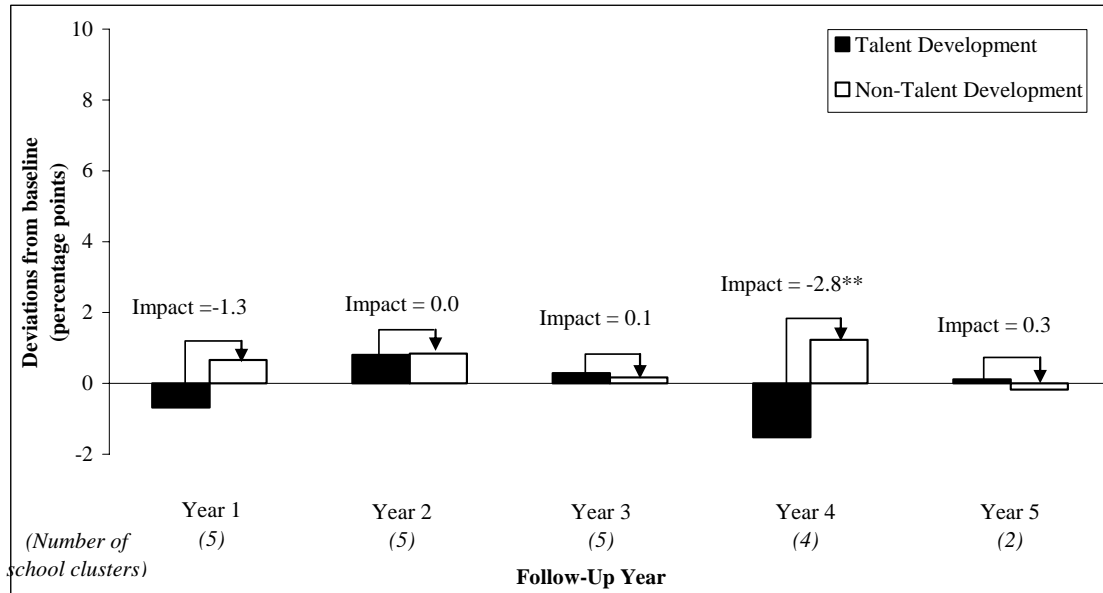 10
Talent Development
Non-Talent Development
8
6
4
2
0
-2
Deviations from baseline
(percentage points)
Impact =-1.3
Impact = 0.0
Impact = 0.1
Impact = -2.8**
Impact = 0.3
Year 1
Year 2
Year 3
Year 4
Year 5
(Number of
school clusters)
(5)
(5)
(5)
(4)
(2)
Follow-Up Year